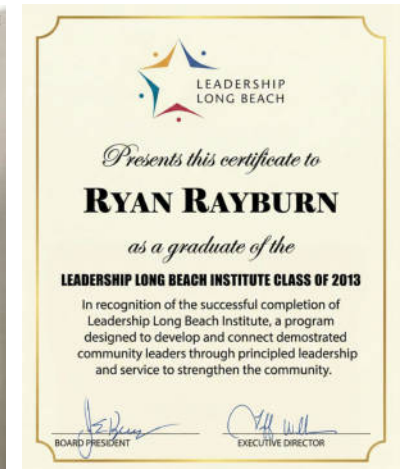 LEADERSHIP
LONG BEACH
Presents this certificate to
RYAN RAYBURN
as a graduate of the
LEADERSHIP LONG BEACH INSTITUTE CLASS OF 2013
In recognition of the successful completion of
Leadership Long Beach Institute, a program
designed to develop and connect demostrated
community leaders through principled leadership
and service to strengthen the community.
BOARD PRESIDENT
EXECUTIVE DIRECTOR